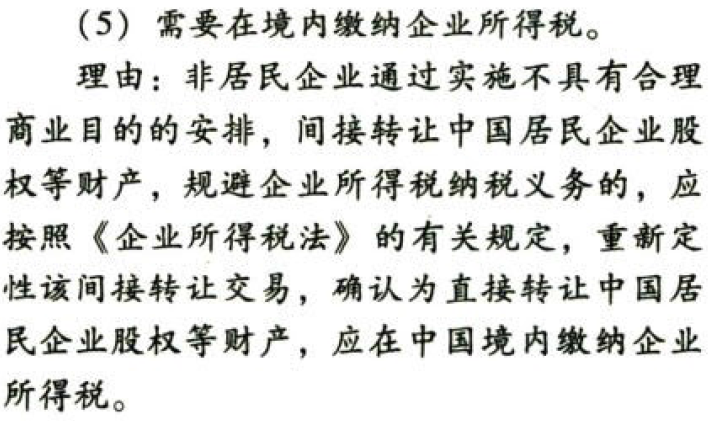 （5）需要在境内缴纳企业所得税。
理由：非居民企业通过实施不具有合理
商业目的的安排，间接转让中国居民企业股
权等财产，规避企业所得税纳税义务的，应
按照《企业所得税法》的有关规定，重新定
性该间接转让交易，确认为直接转让中国居
民企业股权等财产，应在中国境内缴纳企业
所得税。